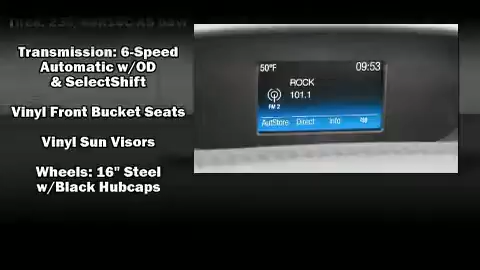 Transmission: 6-Speed
Automatic w/OD
& SelectShift
Vinyl Front Bucket Seats
Vinyl Sun Visors
Wheels: 16" Steel
w/Black Hubcaps
50°F
09:53
ROCK
101.1
FM 2
AutStore
Direct
Info